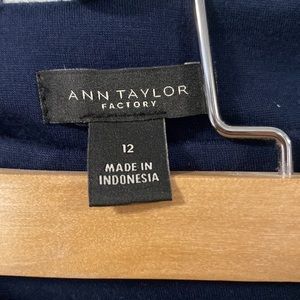 ANN TAYLOR
FACTORY
12
MADE IN
INDONESIA